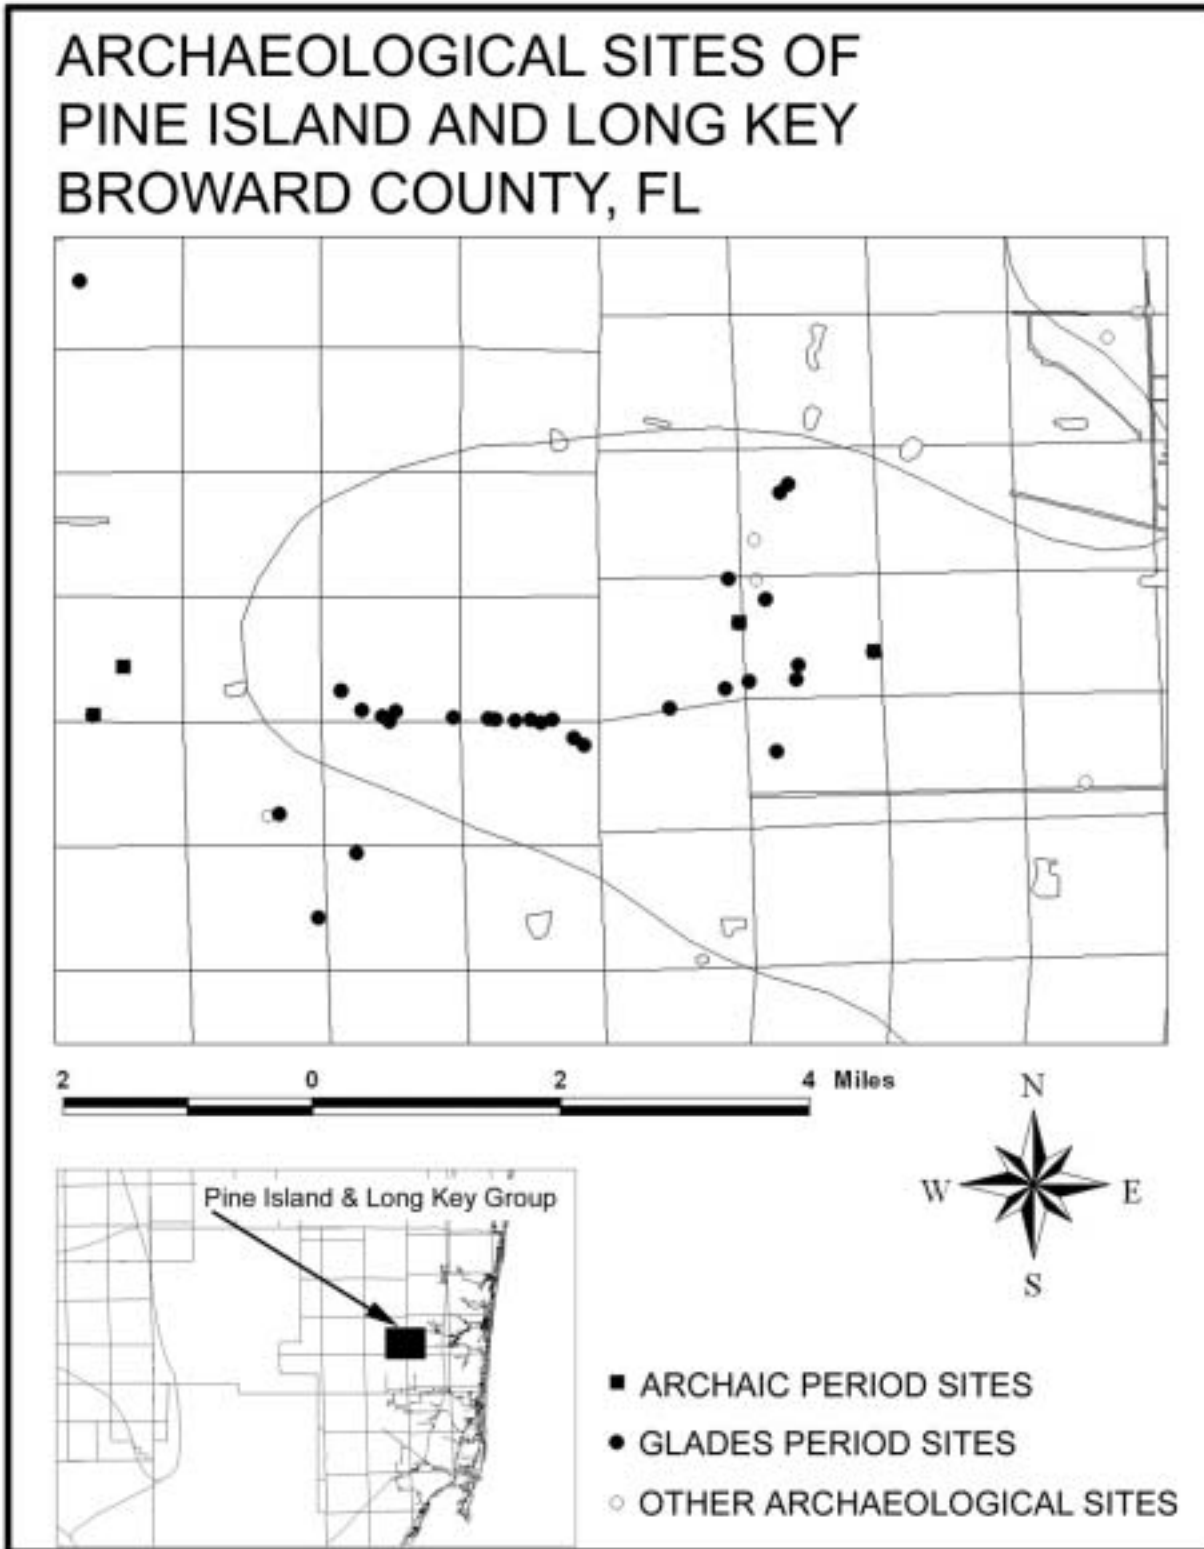 ARCHAEOLOGICAL SITES OF
PINE ISLAND AND LONG KEY
BROWARD COUNTY, FL
2 0 2 4 Miles
N
W E
S
Pine Island & Long Key Group
ARCHAIC PERIOD SITES
GLADES PERIOD SITES
OTHER ARCHAEOLOGICAL SITES